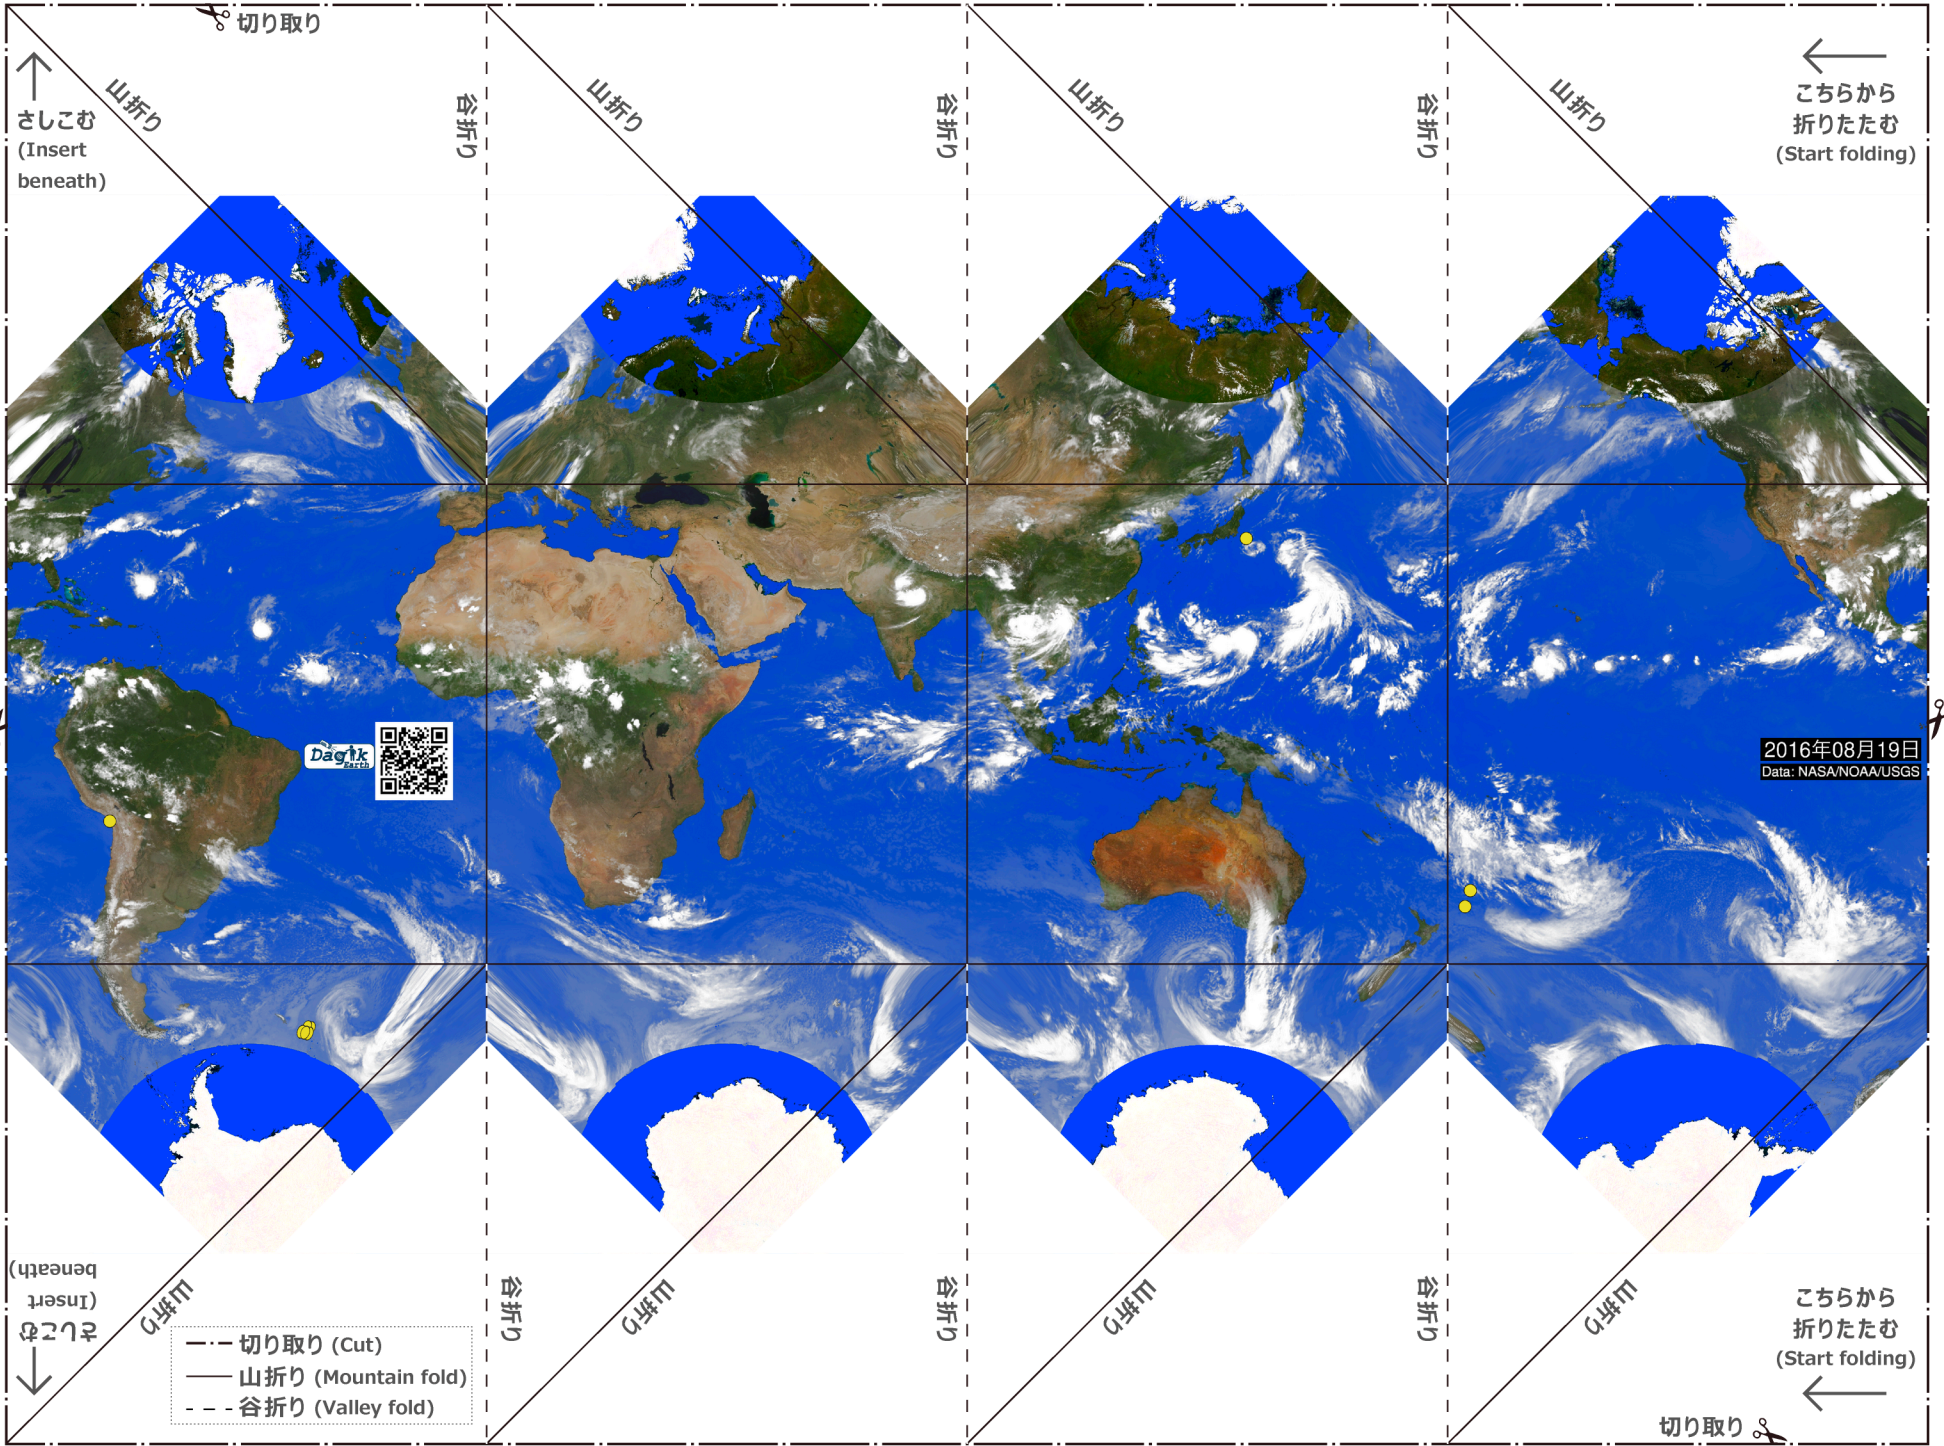 切り取り
山折り
谷折り
山折り
谷折り
山折り
谷折り
山折り
さしこむ
(Insert
beneath)
こちらから
折りたたむ
(Start folding)
Dagik
Earth
2016年08月19日
Data: NASA/NOAA/USGS
さしこむ
(Insert
beneath)
山折り
谷折り
山折り
谷折り
山折り
谷折り
山折り
こちらから
折りたたむ
(Start folding)
切り取り (Cut)
山折り (Mountain fold)
谷折り (Valley fold)
切り取り